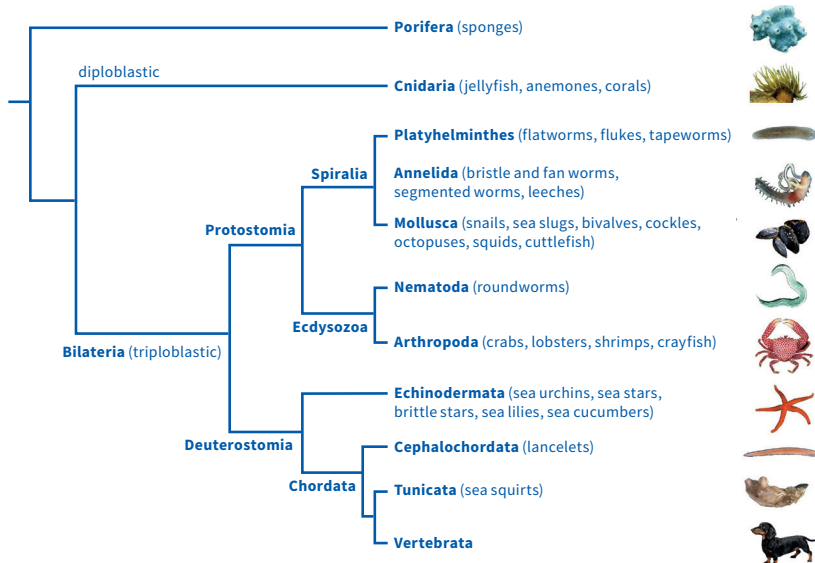 Porifera (sponges)
diploblastic
Cnidaria (jellyfish, anemones, corals)
Platyhelminthes (flatworms, flukes, tapeworms)
Spiralia
Annelida (bristle and fan worms,
segmented worms, leeches)
Protostomia
Mollusca (snails, sea slugs, bivalves, cockles,
octopuses, squids, cuttlefish)
Nematoda (roundworms)
Ecdysozoa
Arthropoda (crabs, lobsters, shrimps, crayfish)
Bilateria (triploblastic)
Echinodermata (sea urchins, sea stars,
brittle stars, sea lilies, sea cucumbers)
Deuterostomia
Cephalochordata (lancelets)
Chordata
Tunicata (sea squirts)
Vertebrata